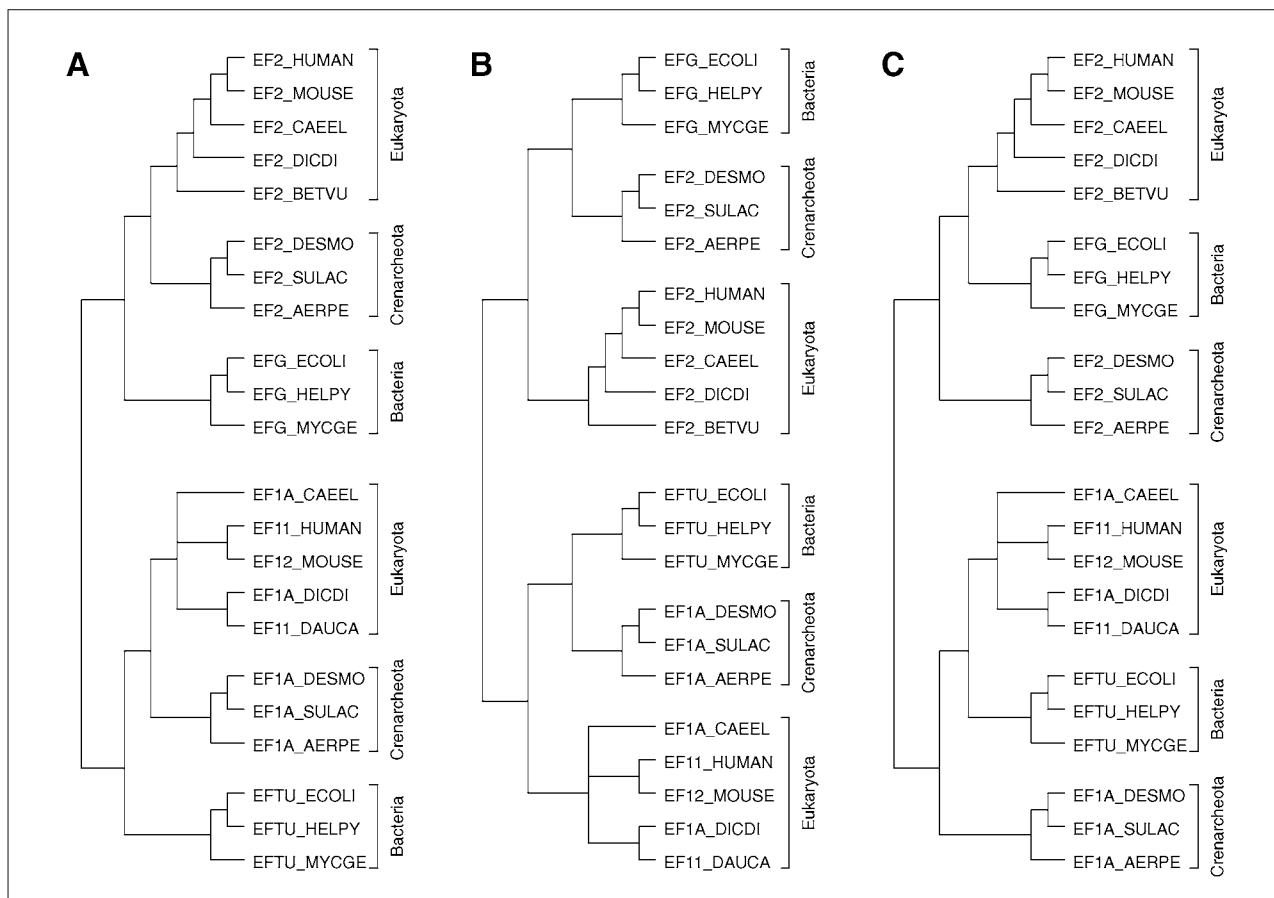 A
EF2_HUMAN
EF2_MOUSE
EF2_CAEEL
EF2_DICDI
EF2_BETVU
Eukaryota
EF2_DESMO
EF2_SULAC
EF2_AERPE
Crenarcheota
EFG_ECOLI
EFG_HELPY
EFG_MYCGE
Bacteria
EF1A_CAEEL
EF11_HUMAN
EF12_MOUSE
EF1A_DICDI
EF11_DAUCA
Eukaryota
EF1A_DESMO
EF1A_SULAC
EF1A_AERPE
Crenarcheota
EFTU_ECOLI
EFTU_HELPY
EFTU_MYCGE
Bacteria
B
EFG_ECOLI
EFG_HELPY
EFG_MYCGE
Bacteria
EF2_DESMO
EF2_SULAC
EF2_AERPE
Crenarcheota
EF2_HUMAN
EF2_MOUSE
EF2_CAEEL
EF2_DICDI
EF2_BETVU
Eukaryota
EFTU_ECOLI
EFTU_HELPY
EFTU_MYCGE
Bacteria
EF1A_DESMO
EF1A_SULAC
EF1A_AERPE
Crenarcheota
EF1A_CAEEL
EF11_HUMAN
EF12_MOUSE
EF1A_DICDI
EF11_DAUCA
Eukaryota
C
EF2_HUMAN
EF2_MOUSE
EF2_CAEEL
EF2_DICDI
EF2_BETVU
Eukaryota
EFG_ECOLI
EFG_HELPY
EFG_MYCGE
Bacteria
EF2_DESMO
EF2_SULAC
EF2_AERPE
Crenarcheota
EF1A_CAEEL
EF11_HUMAN
EF12_MOUSE
EF1A_DICDI
EF11_DAUCA
Eukaryota
EFTU_ECOLI
EFTU_HELPY
EFTU_MYCGE
Bacteria
EF1A_DESMO
EF1A_SULAC
EF1A_AERPE
Crenarcheota